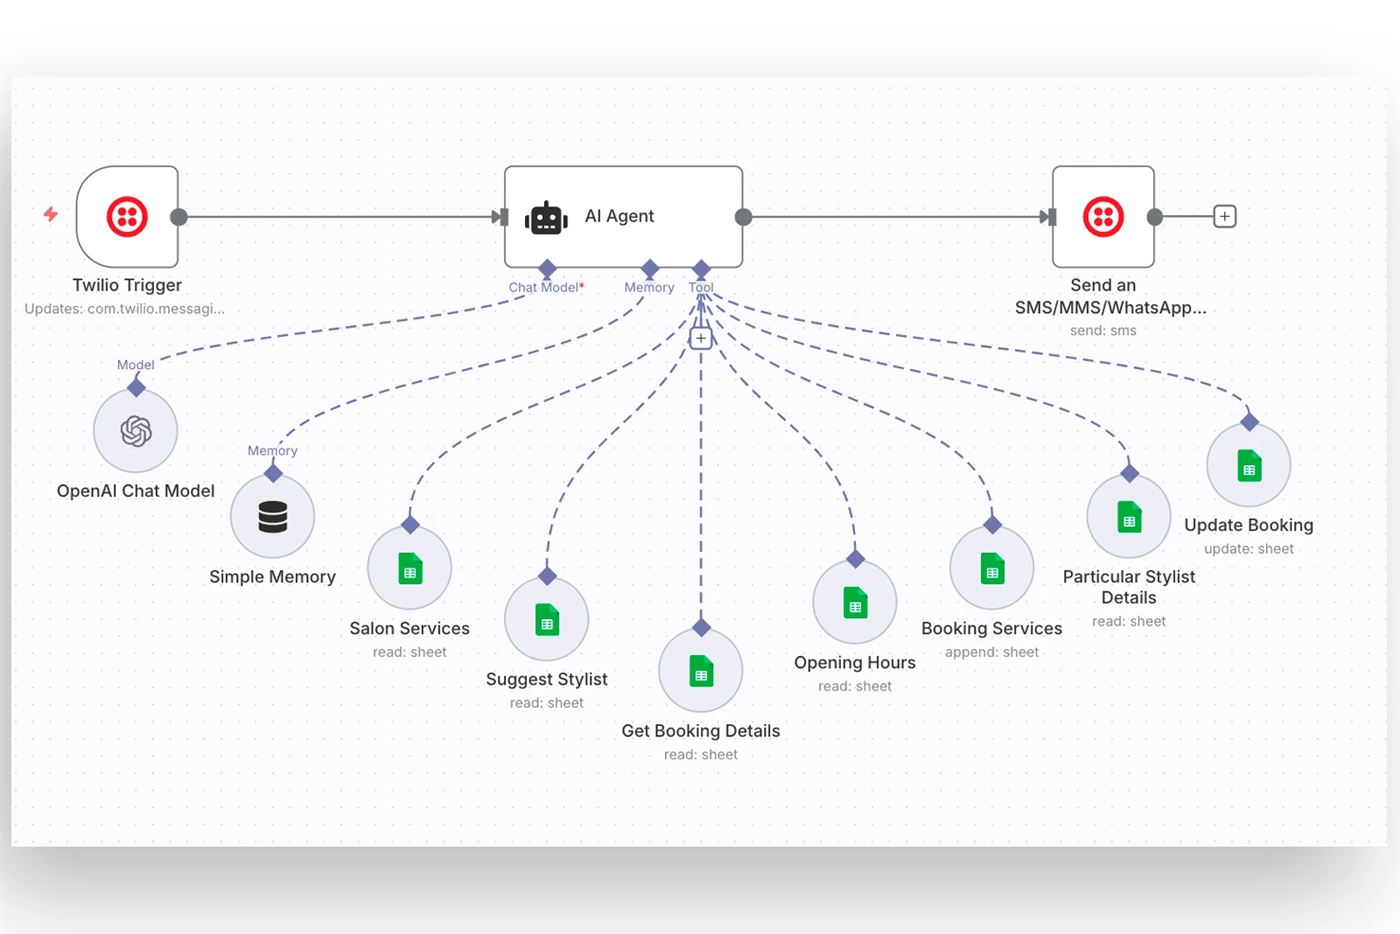 AI Agent
Twilio Trigger
Updates: com.twilio.messagi...
Chat Model*
Memory
Tool
Send an
SMS/MMS/WhatsApp...
send: sms
Model
OpenAI Chat Model
Memory
Simple Memory
Salon Services
read: sheet
Suggest Stylist
read: sheet
Get Booking Details
read: sheet
Opening Hours
read: sheet
Booking Services
append: sheet
Particular Stylist
Details
read: sheet
Update Booking
update: sheet